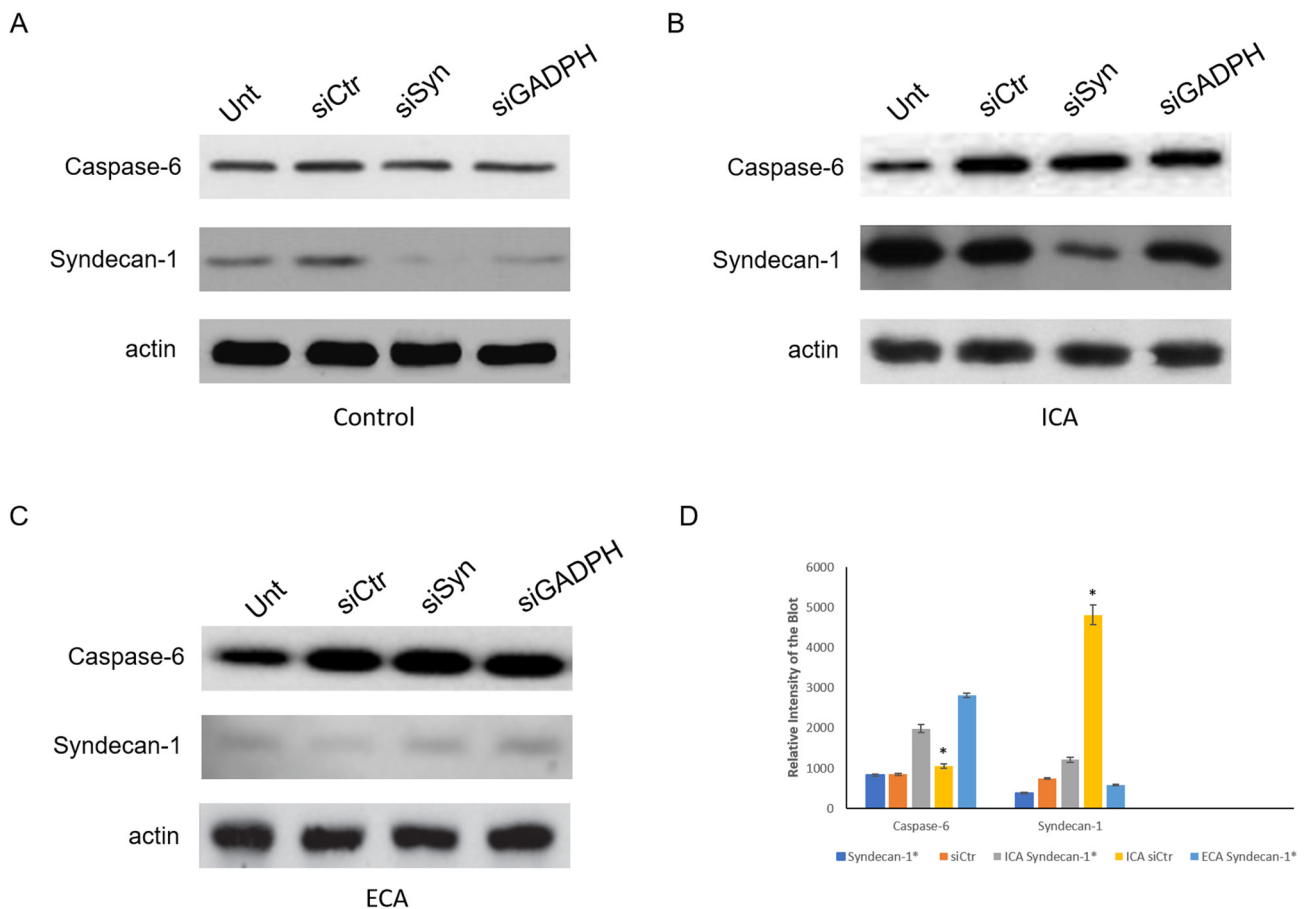 A
Unt siCtr siSyn siGADPH
Caspase-6
Syndecan-1
actin
Control
B
Unt siCtr siSyn siGADPH
Caspase-6
Syndecan-1
actin
ICA
C
Unt siCtr siSyn siGADPH
Caspase-6
Syndecan-1
actin
ECA
D
Relative Intensity of the Blot
6000
5000
4000
3000
2000
1000
0
*
*
Caspase-6 Syndecan-1
Syndecan-1* siCtr ICA Syndecan-1* ICA siCtr ECA Syndecan-1*